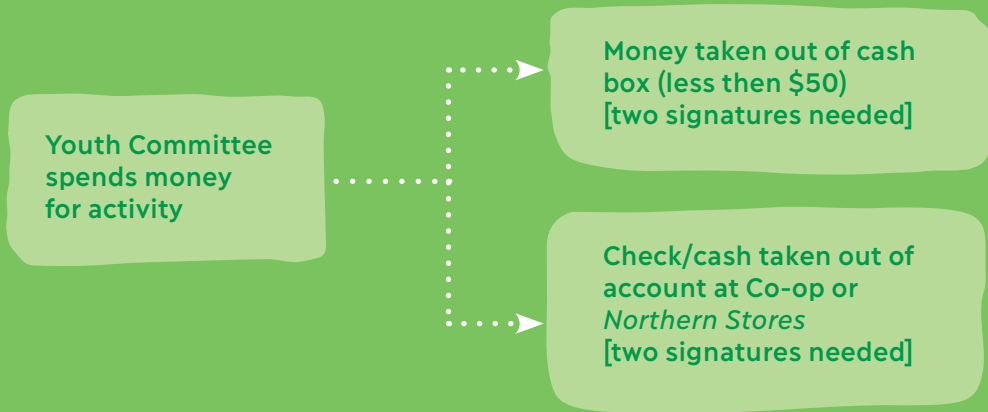 Youth Committee
spends money
for activity
Money taken out of cash
box (less then $50)
[two signatures needed]
Check/cash taken out of
account at Co-op or
Northern Stores
[two signatures needed]